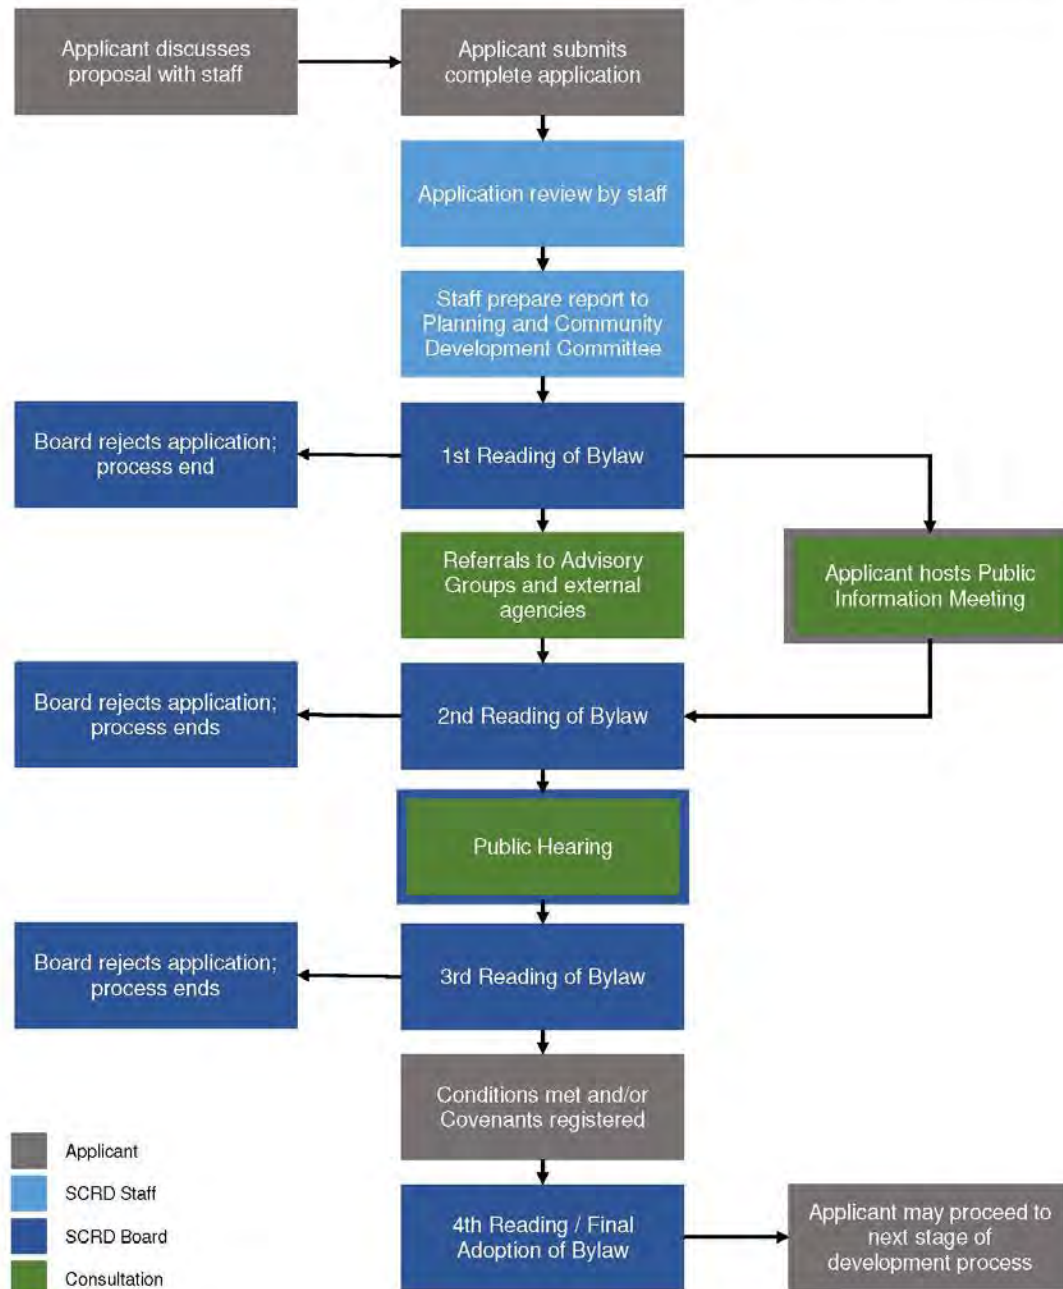 Applicant discusses
proposal with staff
Applicant submits
complete application
Application review by staff
Staff prepare report to
Planning and Community
Development Committee
Board rejects application;
process end
1st Reading of Bylaw
Referrals to Advisory
Groups and external
agencies
Applicant hosts Public
Information Meeting
Board rejects application;
process ends
2nd Reading of Bylaw
Public Hearing
Board rejects application;
process ends
3rd Reading of Bylaw
Conditions met and/or
Covenants registered
4th Reading / Final
Adoption of Bylaw
Applicant may proceed to
next stage of
development process
Applicant
SCRD Staff
SCRD Board
Consultation